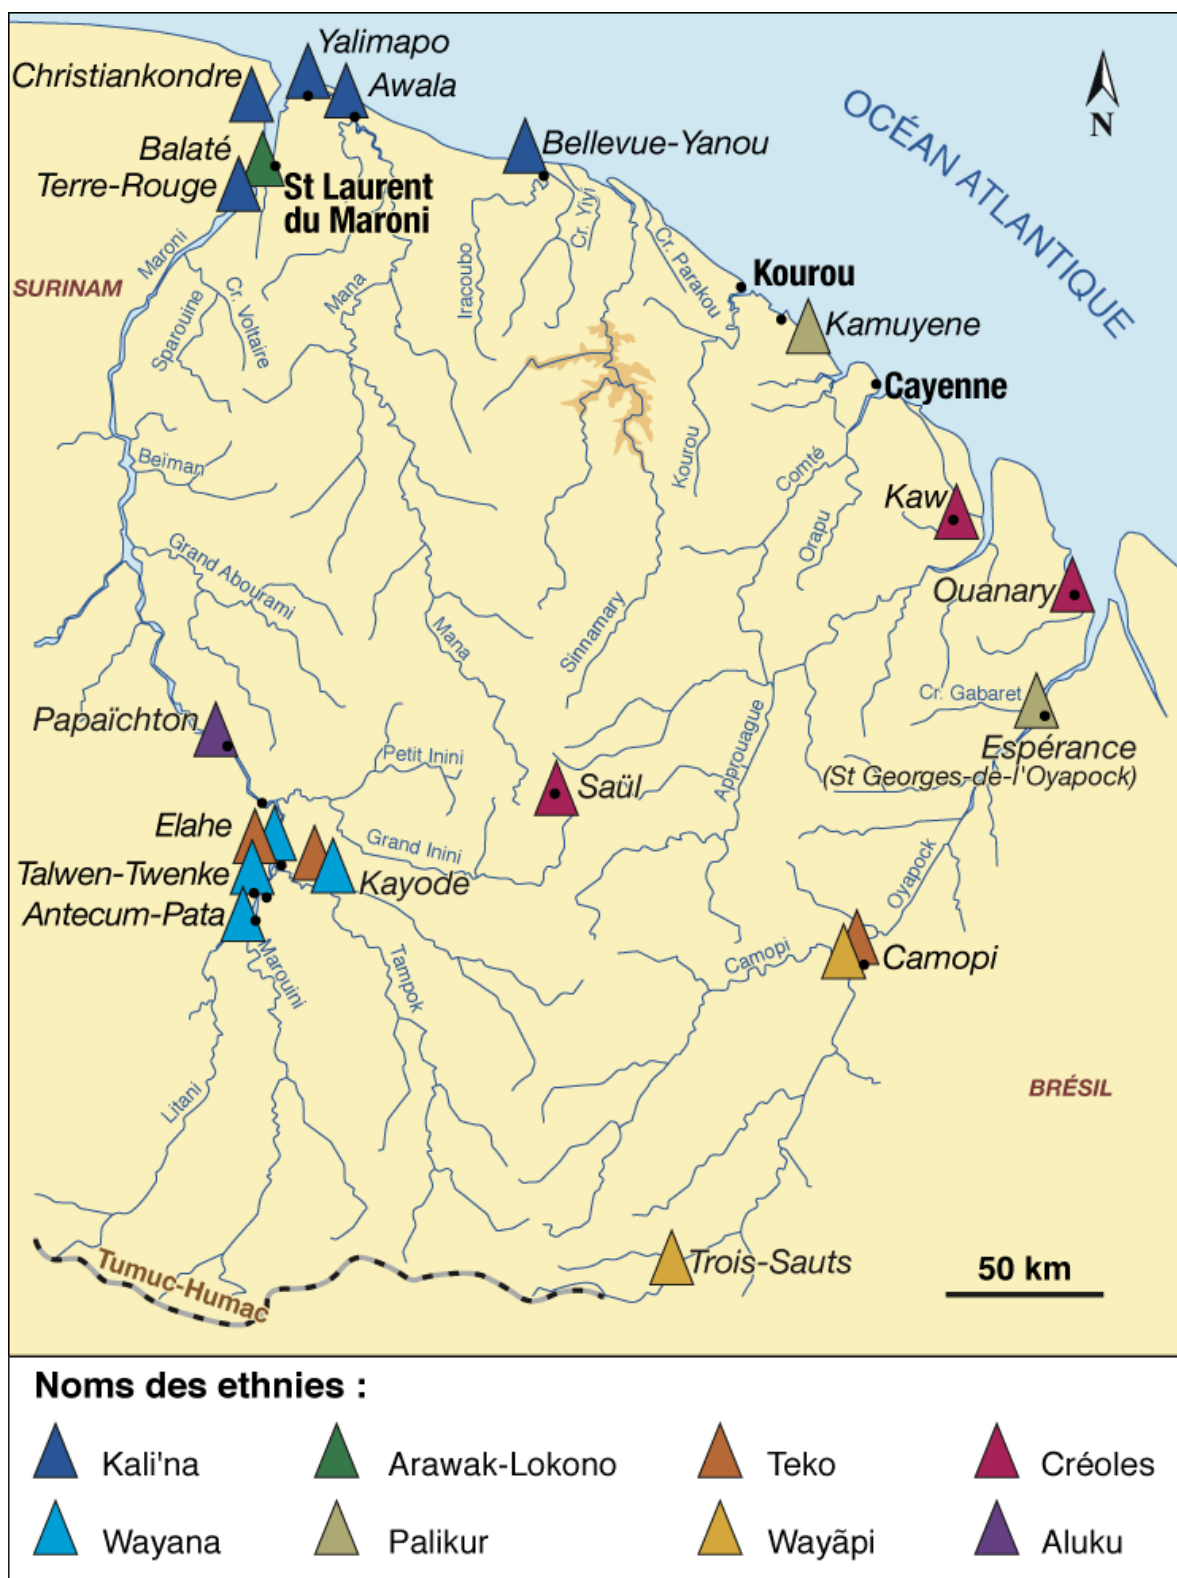 Yalimapo
Christiankondre
Awala
Balaté
Bellevue-Yanou
Terre-Rouge
St Laurent
du Maroni
OCÉAN ATLANTIQUE
N
SURINAM
Maroni
Sparouine
Cr. Voltaire
Mana
Iracoubo
Cr. Yiyi
Cr. Parakou
Kourou
Kamuyene
Cayenne
Kourou
Beïman
Comté
Orapu
Kaw
Grand Abourami
Ouanary
Mana
Sinnamary
Cr. Gabaret
Papaïchton
Petit Inini
Approuague
Espérance
(St Georges-de-l'Oyapock)
Saül
Elahe
Grand Inini
Talwen-Twenke
Kayode
Oyapock
Antecum-Pata
Marouini
Tampok
Camopi
Camopi
Litani
BRÉSIL
Tumuc-Humac
Trois-Sauts
50 km
Noms des ethnies :
Kali'na
Arawak-Lokono
Teko
Créoles
Wayana
Palikur
Wayãpi
Aluku